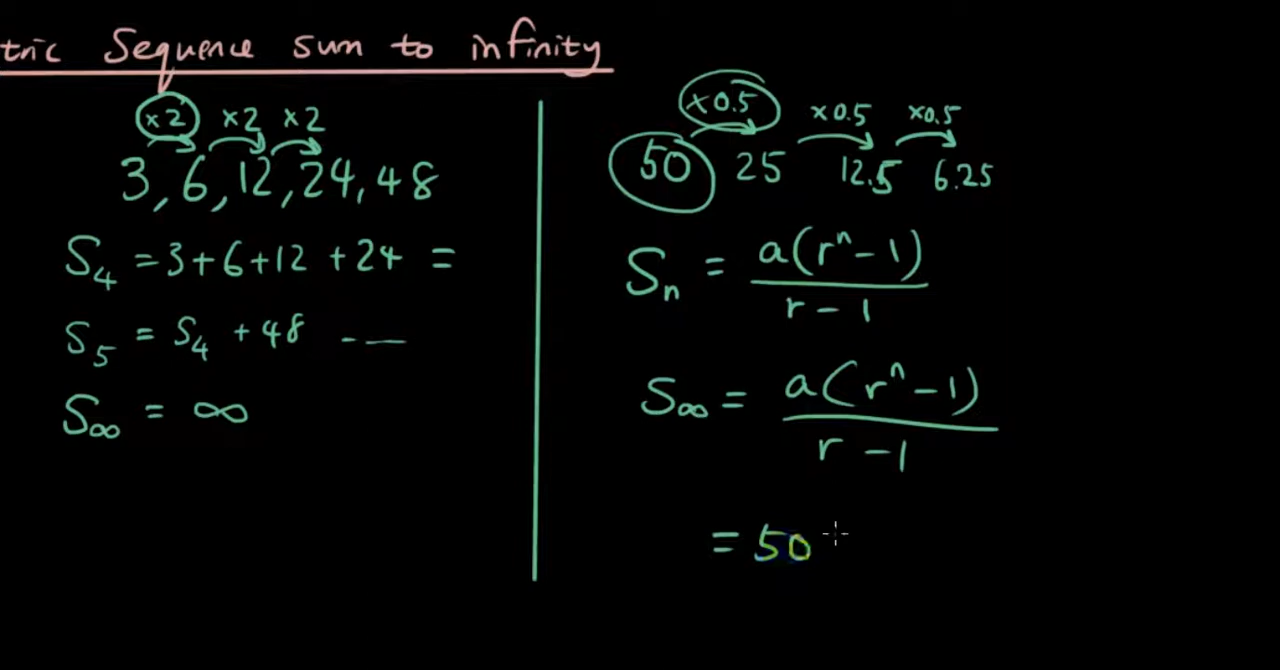 tric Sequence sum to infinity
×2 ×2 ×2
3, 6, 12, 24, 48
S₄ = 3+6+12+24 =
S₅ = S₄ + 48 - —
S∞ = ∞
×0.5 ×0.5 ×0.5
50 25 12.5 6.25
Sₙ = a(rⁿ-1)
r-1
S∞ = a(rⁿ-1)
r-1
= 50